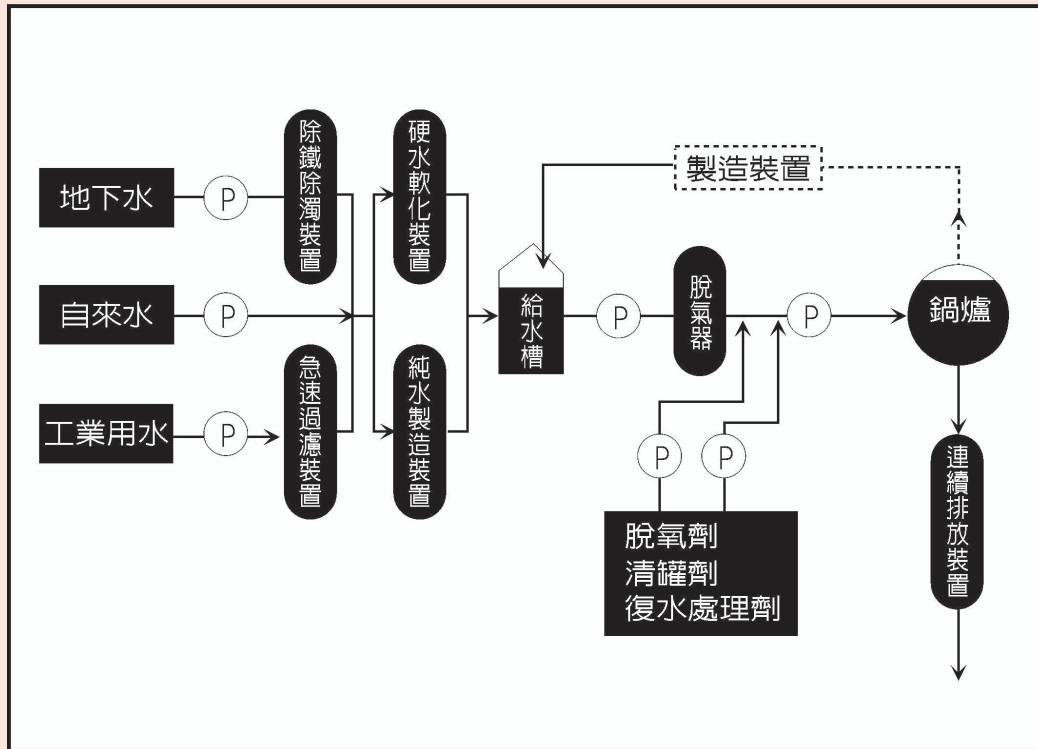 地下水
P
除鐵除濁裝置
硬水軟化裝置
製造裝置
自來水
P
給水槽
P
脫氣器
P
鍋爐
工業用水
P
急速過濾裝置
純水製造裝置
P
P
連續排放裝置
脫氧劑
清罐劑
復水處理劑